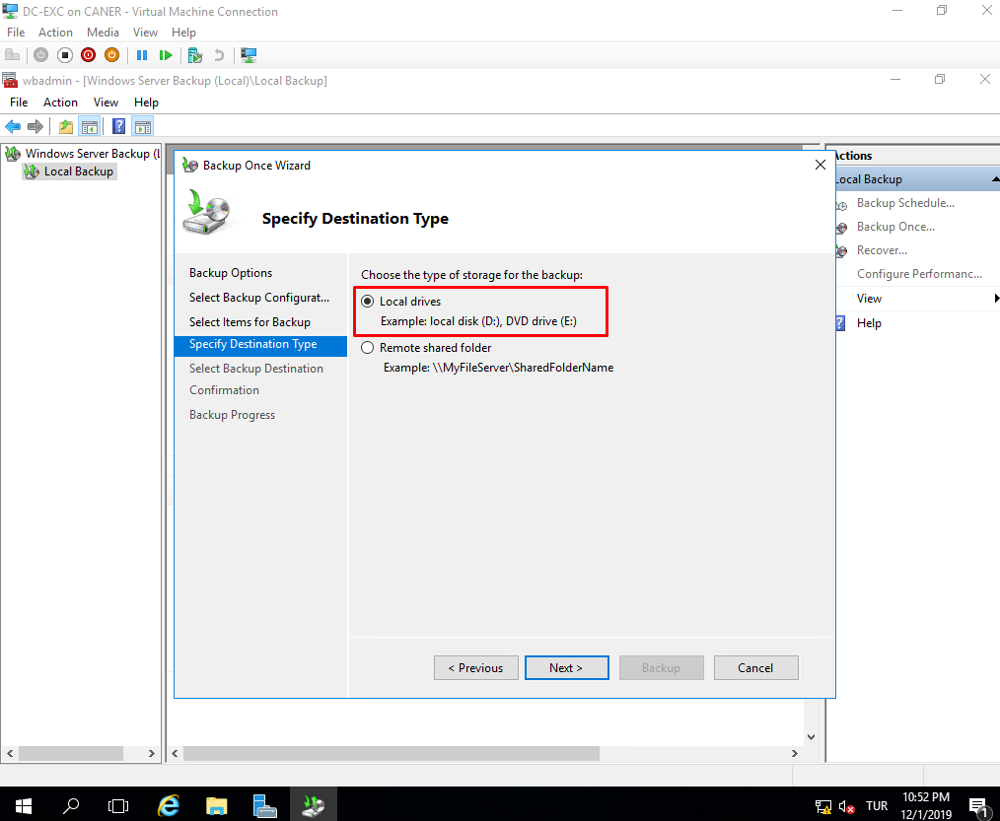 DC-EXC on CANER - Virtual Machine Connection
File Action Media View Help
wbadmin - [Windows Server Backup (Local)\Local Backup]
File Action View Help
Windows Server Backup (L
Local Backup
Backup Once Wizard
Specify Destination Type
Backup Options
Select Backup Configurat...
Select Items for Backup
Specify Destination Type
Select Backup Destination
Confirmation
Backup Progress
Choose the type of storage for the backup:
Local drives
Example: local disk (D:), DVD drive (E:)
Remote shared folder
Example: \\MyFileServer\SharedFolderName
< Previous
Next >
Backup
Cancel
Actions
Local Backup
Backup Schedule...
Backup Once...
Recover...
Configure Performanc...
View
Help
TUR
10:52 PM
12/1/2019
1